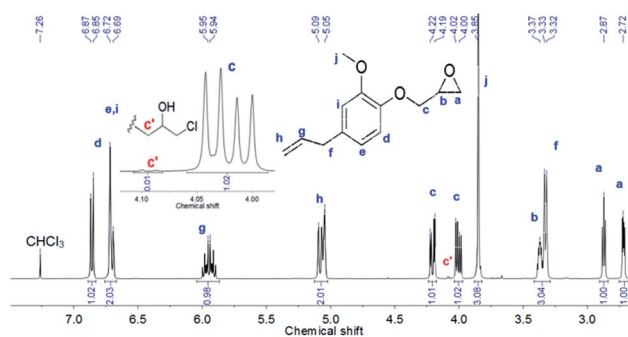 7.26
6.87
6.85
6.72
6.69
5.95
5.94
5.09
5.05
4.22
4.19
4.02
4.00
3.85
3.37
3.33
3.32
2.87
2.72
j
O
O
O
c
b
a
i
g
h
f
e
d
OH
c'
Cl
c
c'
0.01
1.02
4.10
4.05
4.00
Chemical shift
e,i
d
CHCl3
g
h
c
c
c'
j
b
f
a
a
1.02
2.03
0.98
2.01
1.01
1.02
3.08
3.04
1.00
1.00
7.0
6.5
6.0
5.5
5.0
4.5
4.0
3.5
3.0
Chemical shift